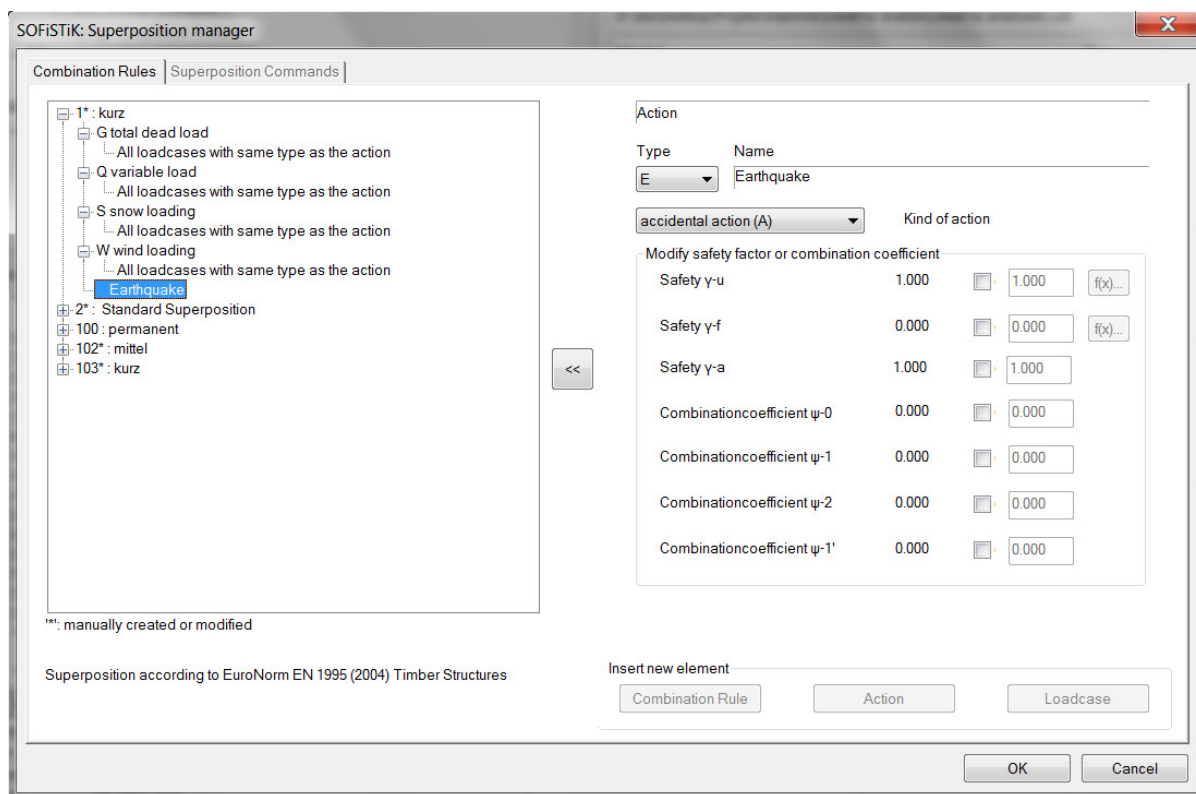 SOFiSTiK: Superposition manager
Combination Rules Superposition Commands
1* : kurz
G total dead load
All loadcases with same type as the action
Q variable load
All loadcases with same type as the action
S snow loading
All loadcases with same type as the action
W wind loading
All loadcases with same type as the action
Earthquake
2* : Standard Superposition
100 : permanent
102* : mittel
103* : kurz
'*': manually created or modified
Superposition according to EuroNorm EN 1995 (2004) Timber Structures
<<
Action
Type Name
E Earthquake
accidental action (A) Kind of action
Modify safety factor or combination coefficient
Safety γ-u 1.000 1.000 f(x)...
Safety γ-f 0.000 0.000 f(x)...
Safety γ-a 1.000 1.000
Combinationcoefficient ψ-0 0.000 0.000
Combinationcoefficient ψ-1 0.000 0.000
Combinationcoefficient ψ-2 0.000 0.000
Combinationcoefficient ψ-1' 0.000 0.000
Insert new element
Combination Rule Action Loadcase
OK Cancel